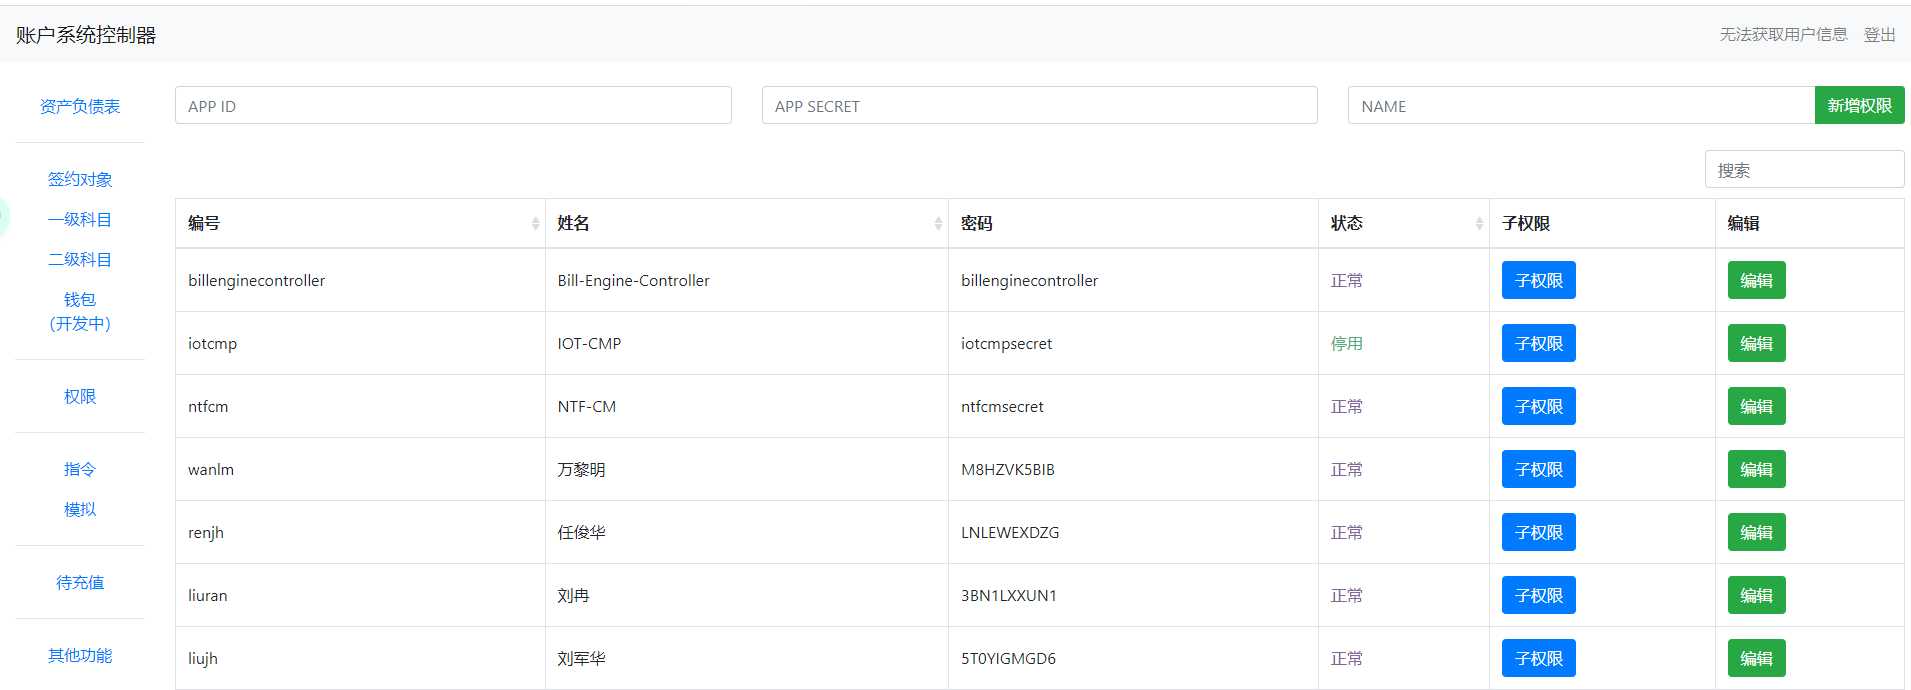 账户系统控制器
无法获取用户信息 登出
资产负债表
签约对象
一级科目
二级科目
钱包
(开发中)
权限
指令
模拟
待充值
其他功能
APP ID
APP SECRET
NAME
新增权限
搜索
编号 姓名 密码 状态 子权限 编辑
billenginecontroller Bill-Engine-Controller billenginecontroller 正常 子权限 编辑
iotcmp IOT-CMP iotcmpsecret 停用 子权限 编辑
ntfcm NTF-CM ntfcmsecret 正常 子权限 编辑
wanlm 万黎明 M8HZVK5BIB 正常 子权限 编辑
renjh 任俊华 LNLEWEXDZG 正常 子权限 编辑
liuran 刘冉 3BN1LXXUN1 正常 子权限 编辑
liujh 刘军华 5T0YIGMGD6 正常 子权限 编辑